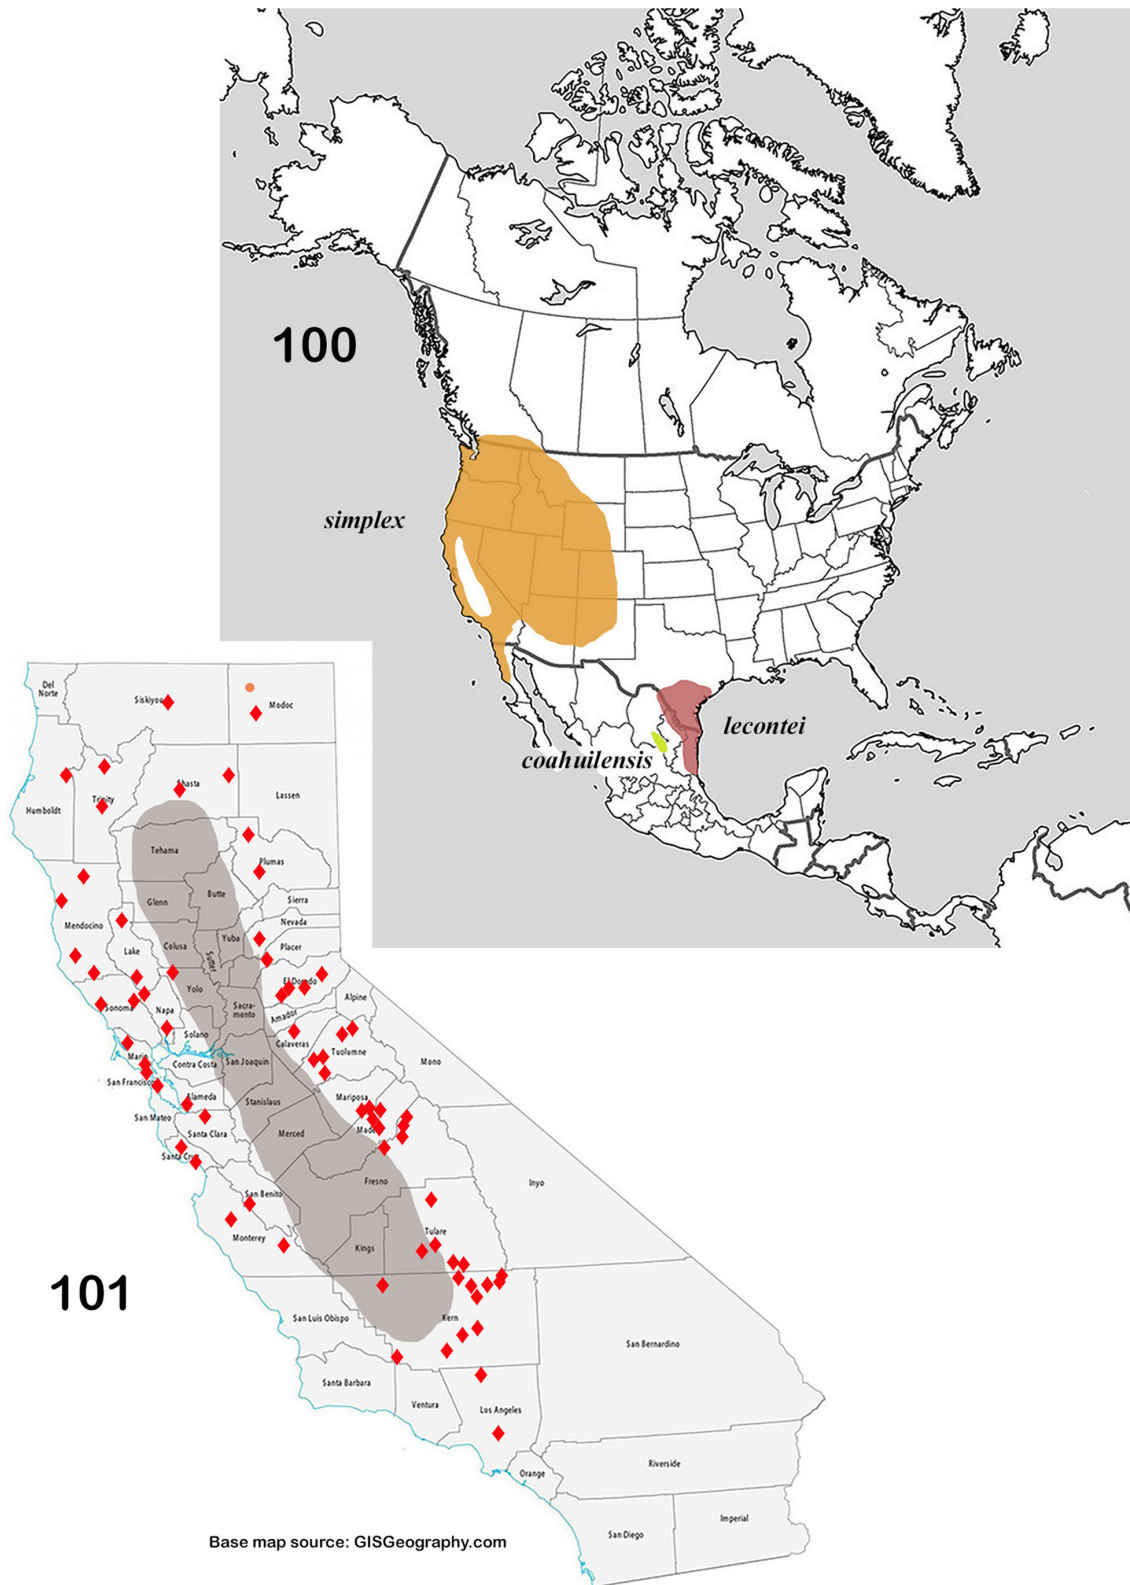 100
simplex
lecontei
coahuilensis
Del
Norte
Siskiyou
Modoc
Humboldt
Trinity
Shasta
Lassen
Tehama
Plumas
Glenn
Butte
Sierra
Mendocino
Nevada
Lake
Colusa
Sutter
Yuba
Placer
Yolo
El Dorado
Sonoma
Napa
Sacra-
mento
Amador
Alpine
Solano
Calaveras
Marin
Contra Costa
San Joaquin
Tuolumne
Mono
San Francisco
Alameda
Stanislaus
Mariposa
San Mateo
Santa Clara
Merced
Made
Santa Cruz
Fresno
Inyo
San Benito
Monterey
Kings
Tulare
101
San Luis Obispo
Kern
San Bernardino
Santa Barbara
Ventura
Los Angeles
Orange
Riverside
San Diego
Imperial
Base map source: GISGeography.com